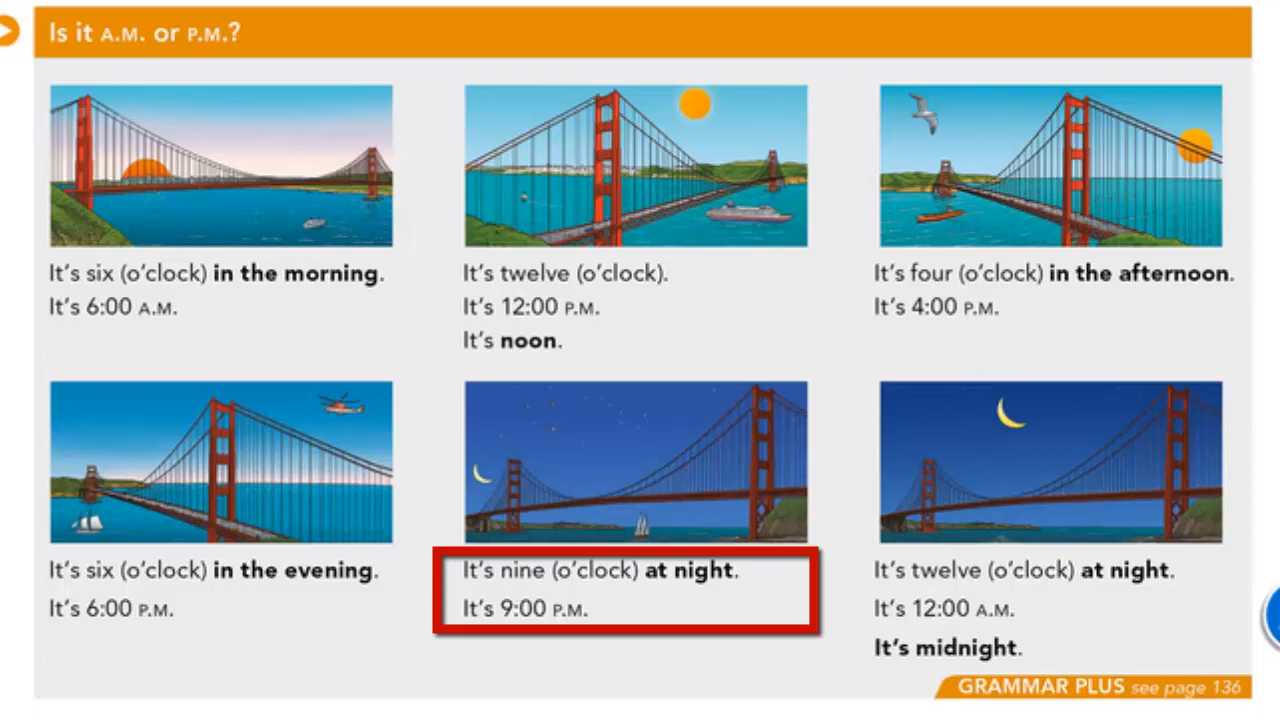 Is it A.M. or P.M.?
It's six (o'clock) in the morning.
It's 6:00 A.M.
It's twelve (o'clock).
It's 12:00 P.M.
It's noon.
It's four (o'clock) in the afternoon.
It's 4:00 P.M.
It's six (o'clock) in the evening.
It's 6:00 P.M.
It's nine (o'clock) at night.
It's 9:00 P.M.
It's twelve (o'clock) at night.
It's 12:00 A.M.
It's midnight.
GRAMMAR PLUS see page 136